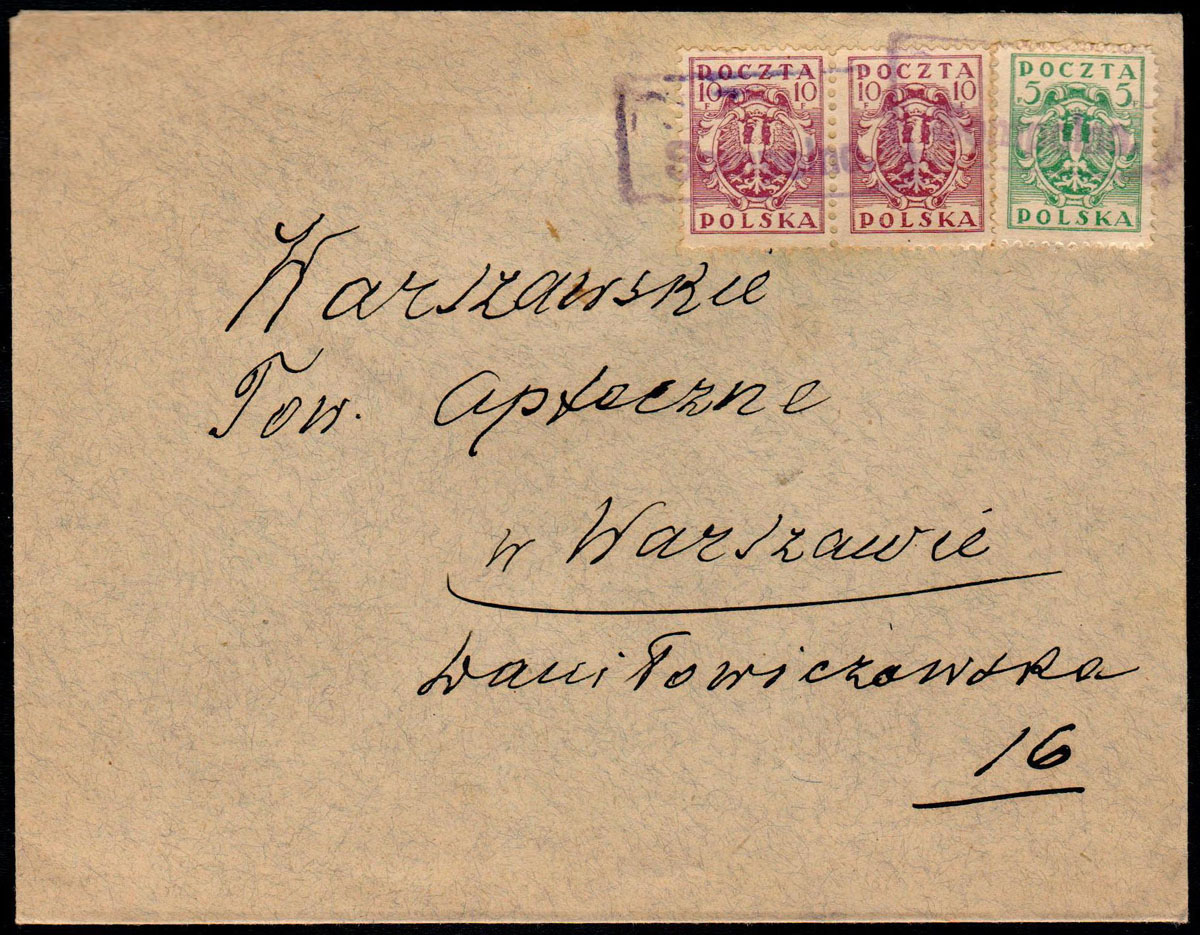 POCZTA
10 10
F F
POLSKA
POCZTA
10 10
F F
POLSKA
POCZTA
5 5
F F
POLSKA
Warszawskie
Tow. Apteczne
w Warszawie
Daniłowiczowska
16